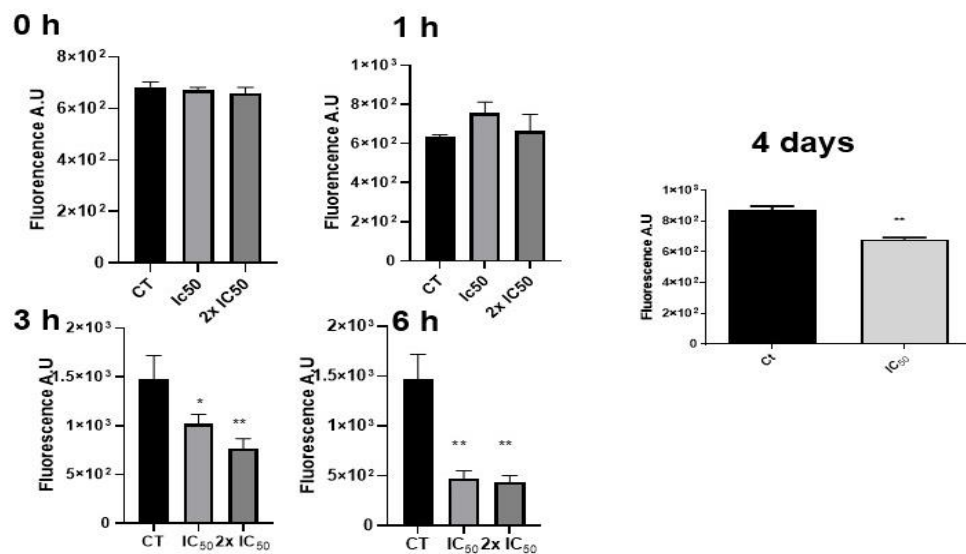 0 h
Fluorencence A.U
8×10²
6×10²
4×10²
2×10²
0
CT
Ic50
2x IC50
1 h
Fluorescence A.U
1×10³
8×10²
6×10²
4×10²
2×10²
0
CT
Ic50
2x IC50
4 days
Fluorescence A.U
1×10³
8×10²
6×10²
4×10²
2×10²
0
**
Ct
IC₅₀
3 h
Fluorescence A.U
2×10³
1.5×10³
1×10³
5×10²
0
*
**
CT
IC₅₀
2x IC₅₀
6 h
Fluorescence A.U
2×10³
1.5×10³
1×10³
5×10²
0
**
**
CT
IC₅₀
2x IC₅₀